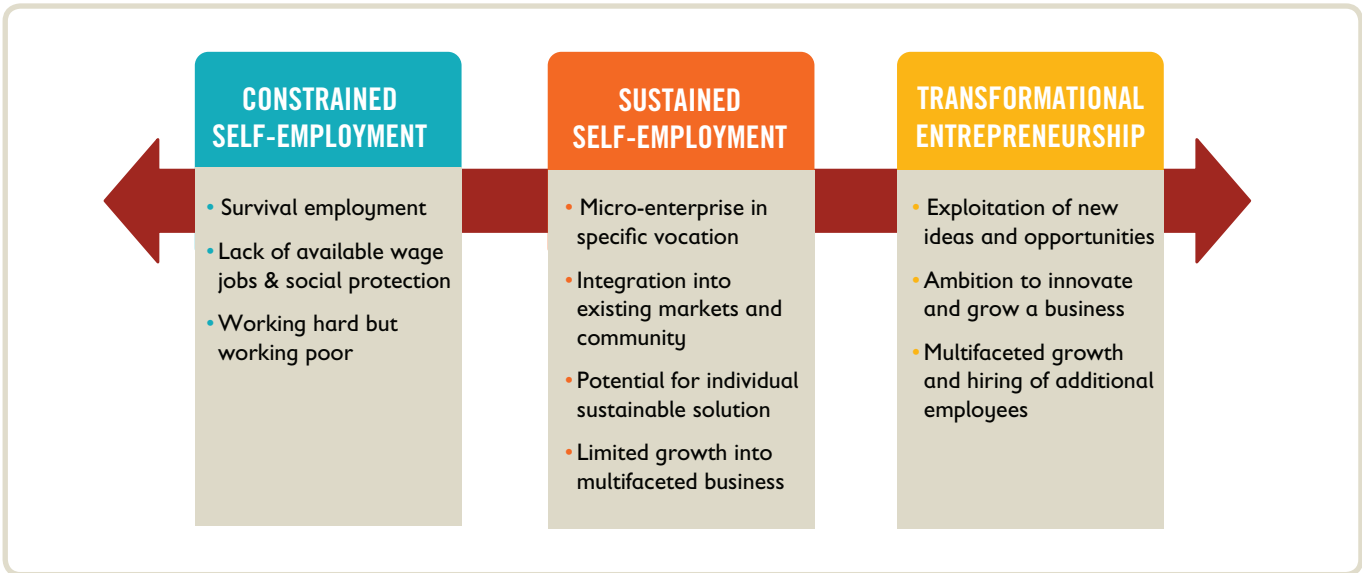 CONSTRAINED
SELF-EMPLOYMENT
• Survival employment
• Lack of available wage
jobs & social protection
• Working hard but
working poor
SUSTAINED
SELF-EMPLOYMENT
• Micro-enterprise in
specific vocation
• Integration into
existing markets and
community
• Potential for individual
sustainable solution
• Limited growth into
multifaceted business
TRANSFORMATIONAL
ENTREPRENEURSHIP
• Exploitation of new
ideas and opportunities
• Ambition to innovate
and grow a business
• Multifaceted growth
and hiring of additional
employees